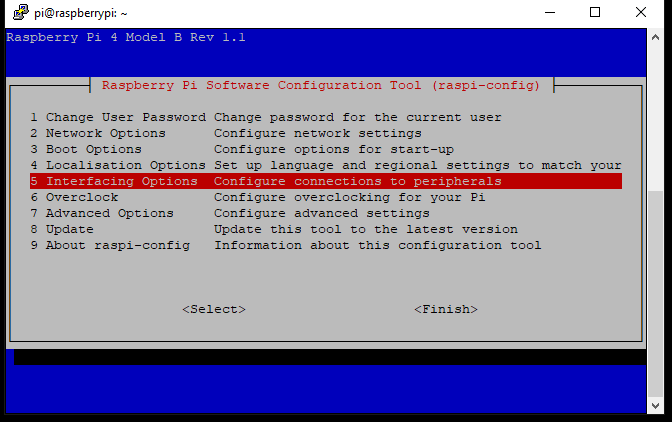 pi@raspberrypi: ~
Raspberry Pi 4 Model B Rev 1.1
Raspberry Pi Software Configuration Tool (raspi-config)
1 Change User Password Change password for the current user
2 Network Options Configure network settings
3 Boot Options Configure options for start-up
4 Localisation Options Set up language and regional settings to match your
5 Interfacing Options Configure connections to peripherals
6 Overclock Configure overclocking for your Pi
7 Advanced Options Configure advanced settings
8 Update Update this tool to the latest version
9 About raspi-config Information about this configuration tool
<Select> <Finish>